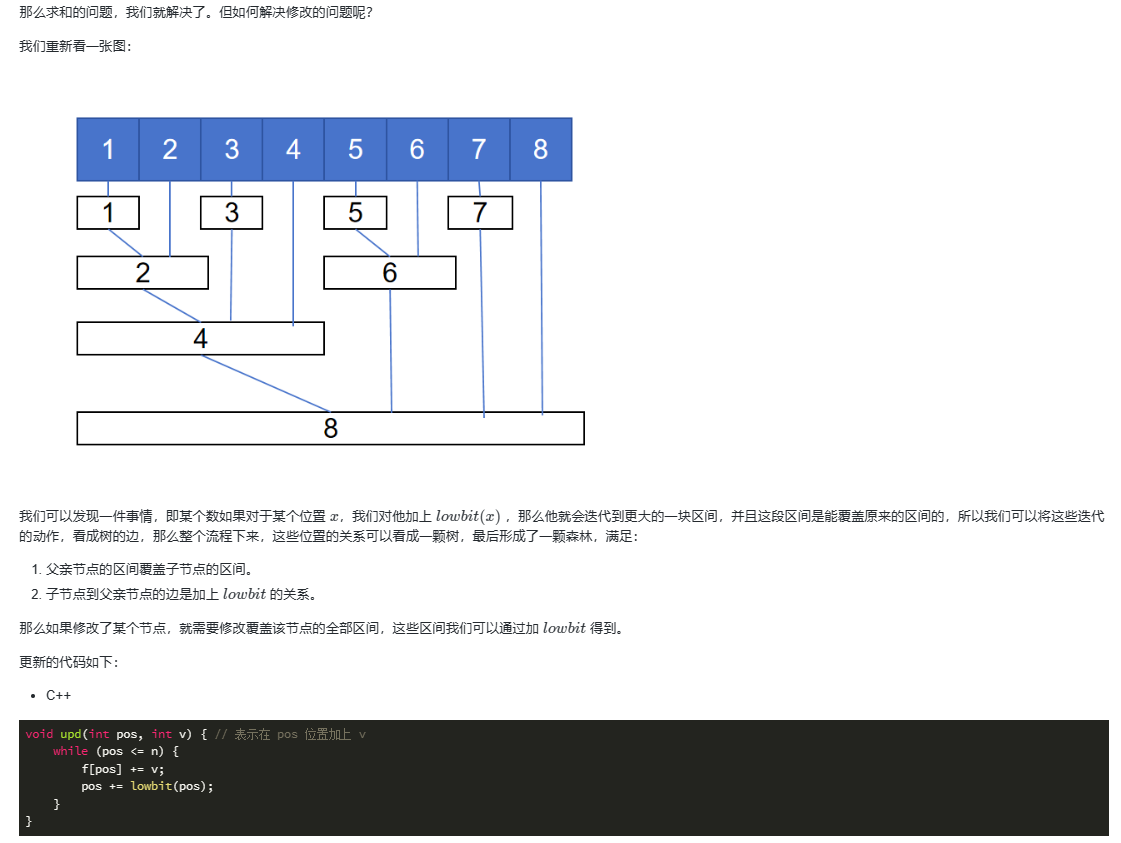 那么求和的问题，我们就解决了。但如何解决修改的问题呢？
我们重新看一张图：
1 2 3 4 5 6 7 8
1 3 5 7
2 6
4
8
我们可以发现一件事情，即某个数如果对于某个位置 x，我们对他加上 lowbit(x) ，那么他就会迭代到更大的一块区间，并且这段区间是能覆盖原来的区间的，所以我们可以将这些迭代
的动作，看成树的边，那么整个流程下来，这些位置的关系可以看成一颗树，最后形成了一颗森林，满足：
1. 父亲节点的区间覆盖子节点的区间。
2. 子节点到父亲节点的边是加上 lowbit 的关系。
那么如果修改了某个节点，就需要修改覆盖该节点的全部区间，这些区间我们可以通过加 lowbit 得到。
更新的代码如下：
• C++
void upd(int pos, int v) { // 表示在 pos 位置加上 v
    while (pos <= n) {
        f[pos] += v;
        pos += lowbit(pos);
    }
}